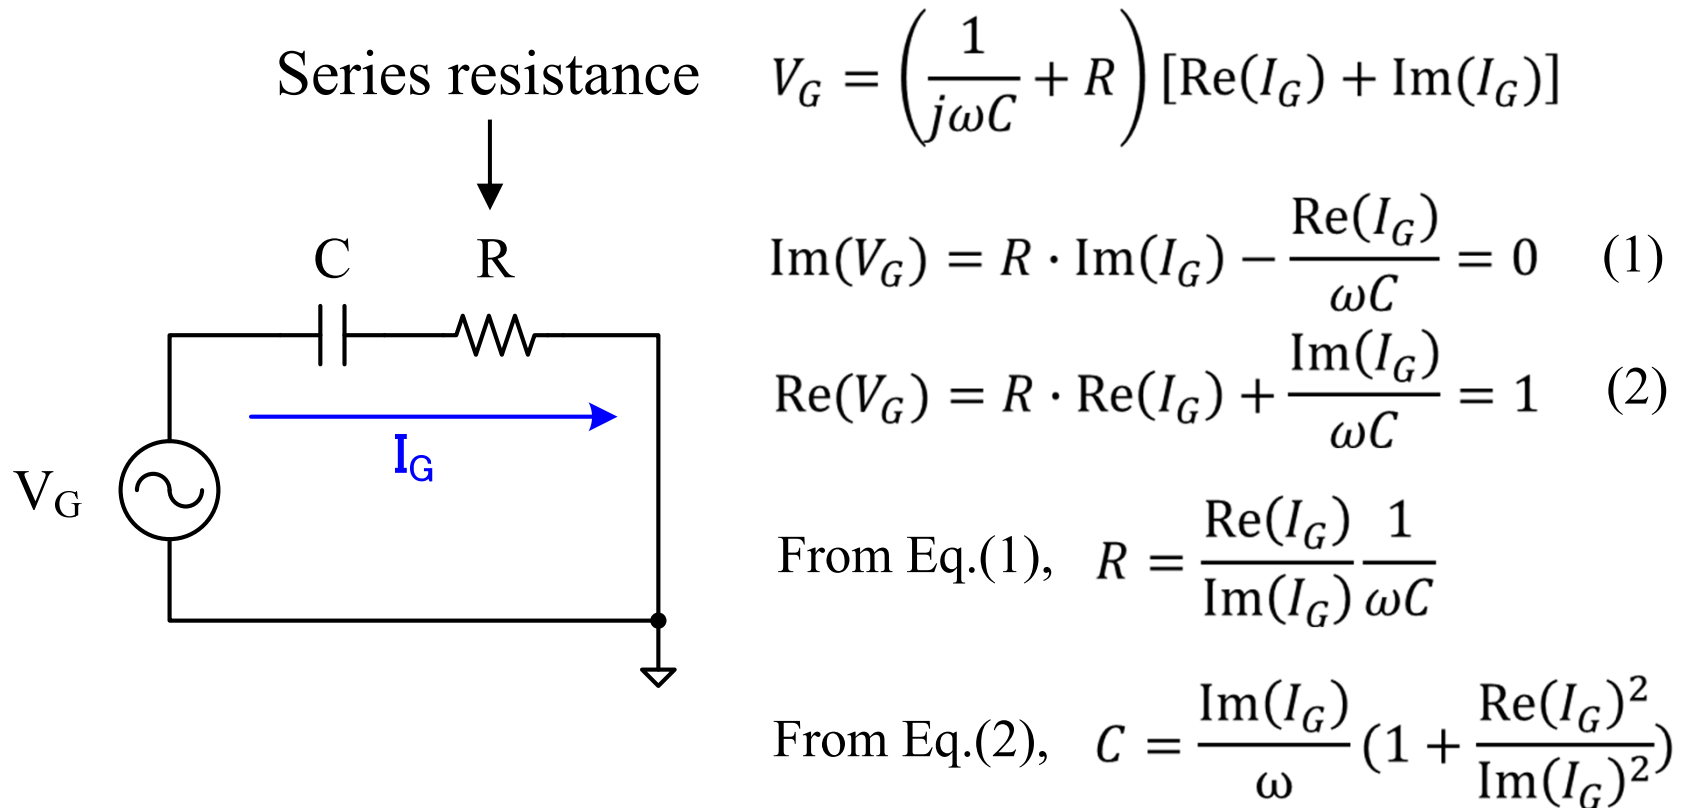 Series resistance
C R
V_G
I_G
V_G = (1/(jωC) + R) [Re(I_G) + Im(I_G)]
Im(V_G) = R · Im(I_G) − Re(I_G)/(ωC) = 0 (1)
Re(V_G) = R · Re(I_G) + Im(I_G)/(ωC) = 1 (2)
From Eq.(1), R = Re(I_G)/Im(I_G) 1/(ωC)
From Eq.(2), C = Im(I_G)/ω (1 + Re(I_G)²/Im(I_G)²)